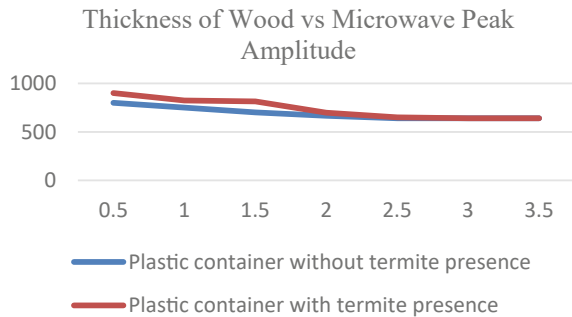 Thickness of Wood vs Microwave Peak
Amplitude
1000
500
0
0.5 1 1.5 2 2.5 3 3.5
Plastic container without termite presence
Plastic container with termite presence